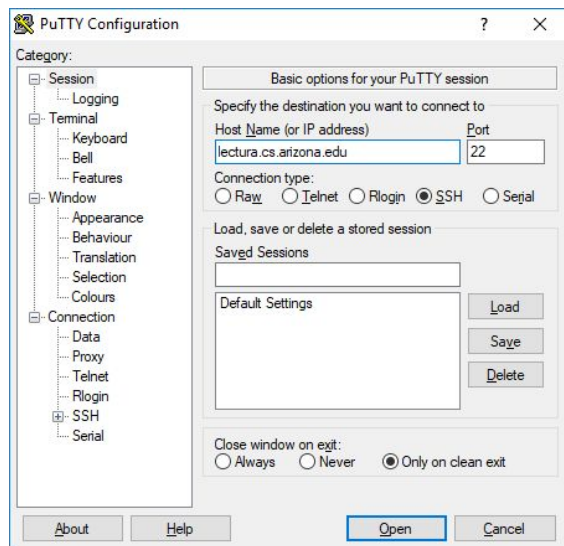 PuTTY Configuration
Category:
Session
Logging
Terminal
Keyboard
Bell
Features
Window
Appearance
Behaviour
Translation
Selection
Colours
Connection
Data
Proxy
Telnet
Rlogin
SSH
Serial
Basic options for your PuTTY session
Specify the destination you want to connect to
Host Name (or IP address) Port
lectura.cs.arizona.edu 22
Connection type:
Raw Telnet Rlogin SSH Serial
Load, save or delete a stored session
Saved Sessions
Default Settings
Load
Save
Delete
Close window on exit:
Always Never Only on clean exit
About Help Open Cancel